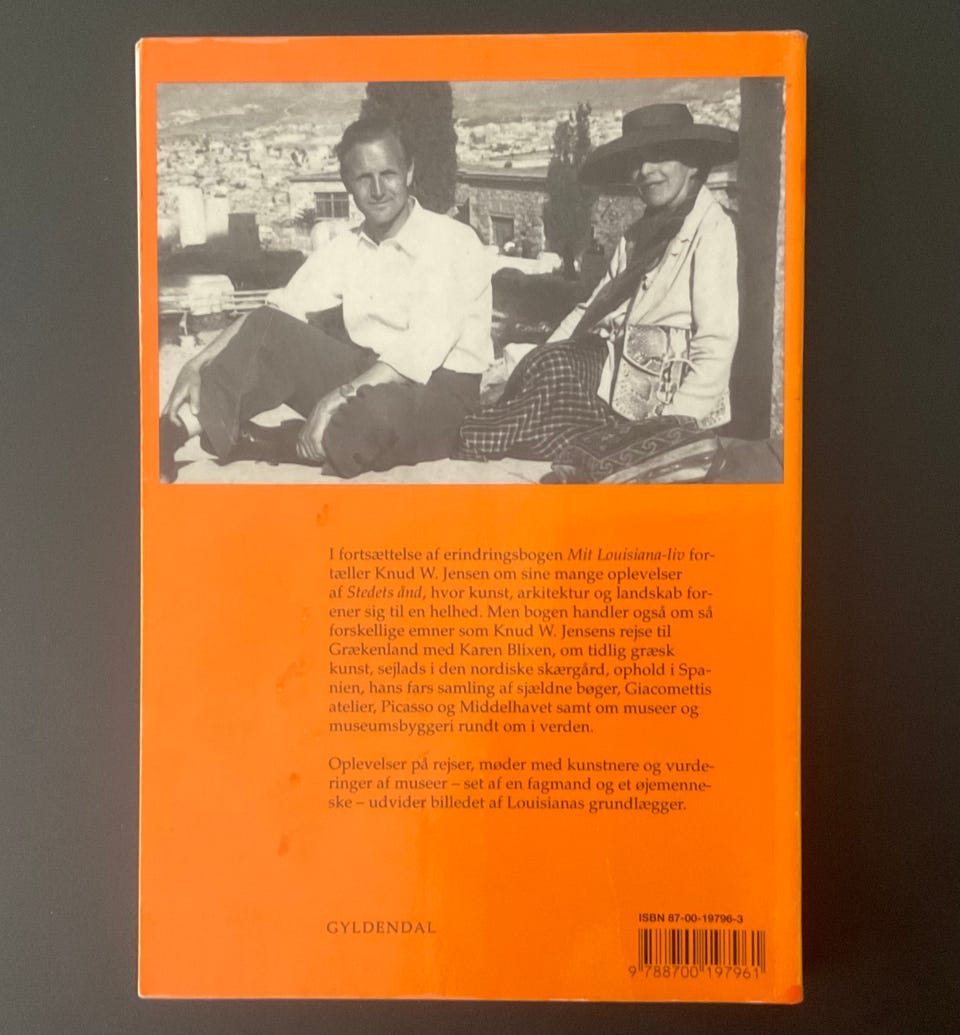 I fortsættelse af erindringsbogen Mit Louisiana-liv for-
tæller Knud W. Jensen om sine mange oplevelser
af Stedets ånd, hvor kunst, arkitektur og landskab for-
ener sig til en helhed. Men bogen handler også om så
forskellige emner som Knud W. Jensens rejse til
Grækenland med Karen Blixen, om tidlig græsk
kunst, sejlads i den nordiske skærgård, ophold i Spa-
nien, hans fars samling af sjældne bøger, Giacomettis
atelier, Picasso og Middelhavet samt om museer og
museumsbyggeri rundt om i verden.
Oplevelser på rejser, møder med kunstnere og vurde-
ringer af museer – set af en fagmand og et øjemenne-
ske – udvider billedet af Louisianas grundlægger.
GYLDENDAL
ISBN 87-00-19796-3
9 788700 197961